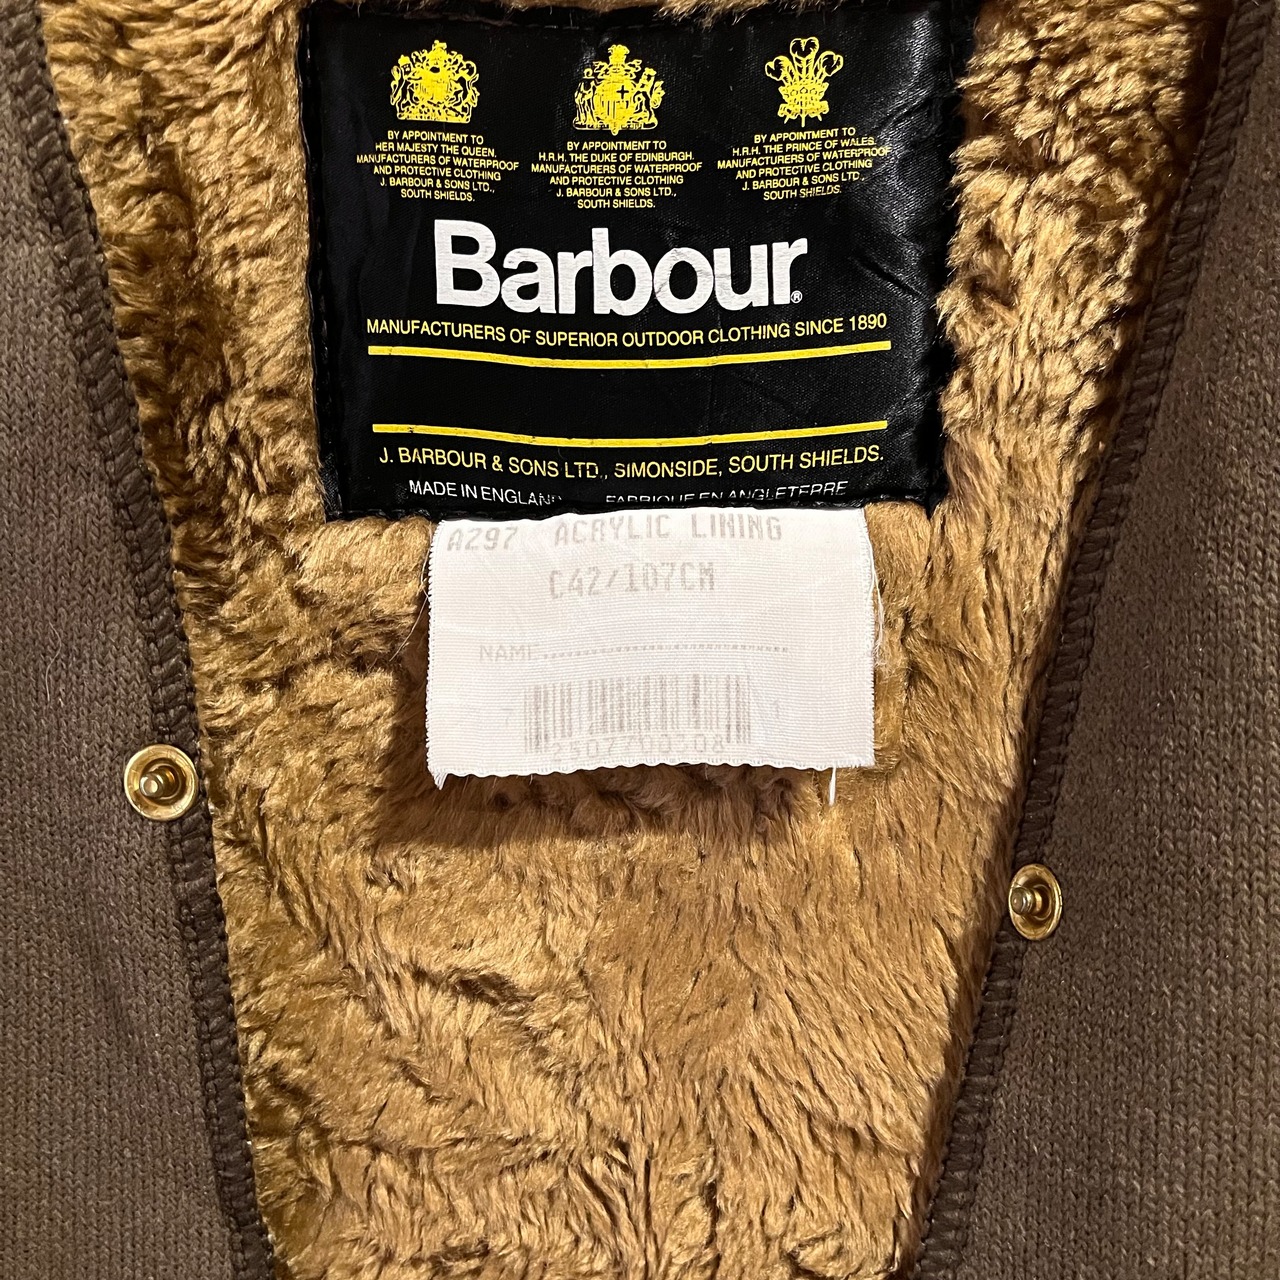 BY APPOINTMENT TO
HER MAJESTY THE QUEEN.
MANUFACTURERS OF WATERPROOF
AND PROTECTIVE CLOTHING
J. BARBOUR & SONS LTD.,
SOUTH SHIELDS.
BY APPOINTMENT TO
H.R.H. THE DUKE OF EDINBURGH.
MANUFACTURERS OF WATERPROOF
AND PROTECTIVE CLOTHING
J. BARBOUR & SONS LTD.,
SOUTH SHIELDS.
BY APPOINTMENT TO
H.R.H. THE PRINCE OF WALES.
MANUFACTURERS OF WATERPROOF
AND PROTECTIVE CLOTHING
J. BARBOUR & SONS LTD.,
SOUTH SHIELDS.
Barbour®
MANUFACTURERS OF SUPERIOR OUTDOOR CLOTHING SINCE 1890
J. BARBOUR & SONS LTD., SIMONSIDE, SOUTH SHIELDS.
MADE IN ENGLAND FABRIQUE EN ANGLETERRE
A297 ACRYLIC LINING
C42/107CM
NAME